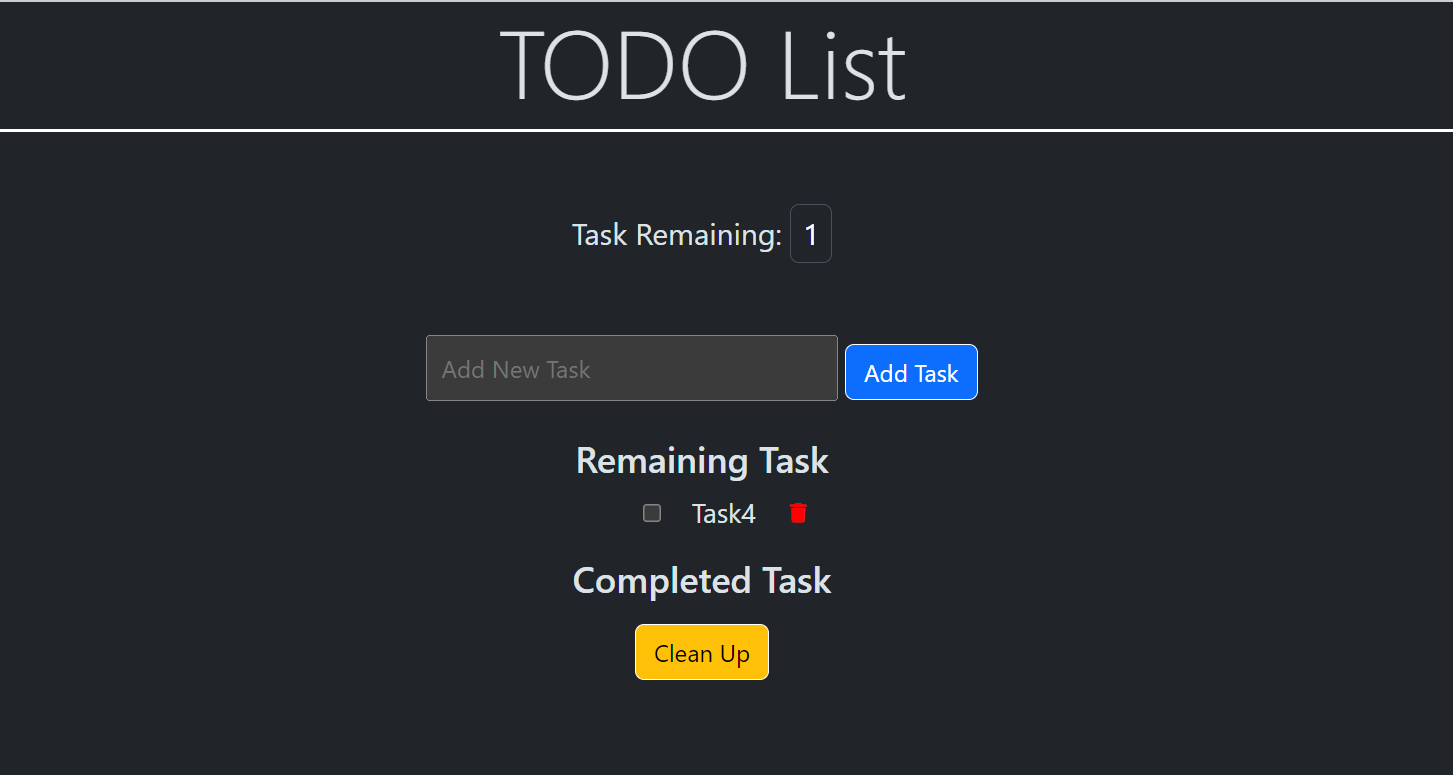 TODO List
Task Remaining: 1
Add New Task Add Task
Remaining Task
Task4
Completed Task
Clean Up